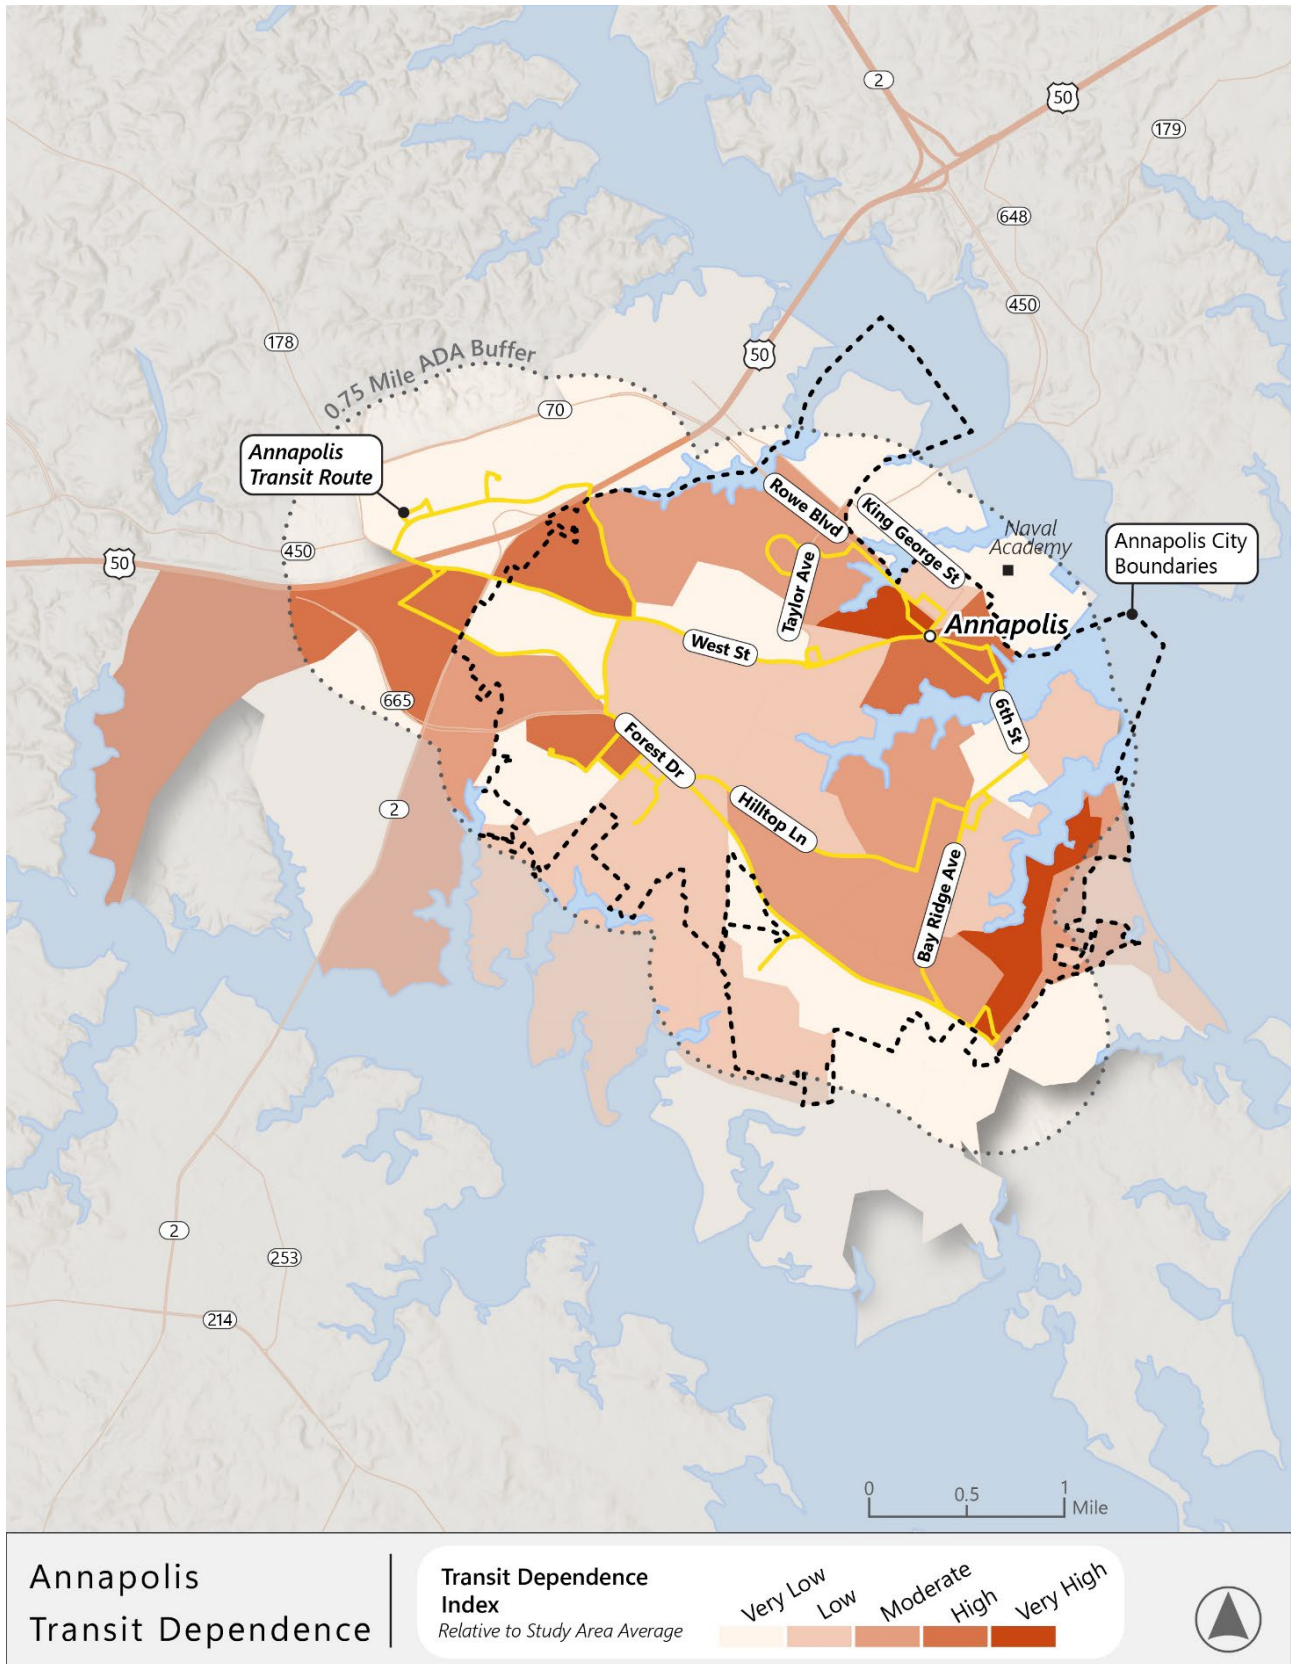 2
50
179
648
450
178
50
0.75 Mile ADA Buffer
70
Annapolis
Transit Route
Rowe Blvd
King George St
Naval
Academy
Annapolis City
Boundaries
450
50
Taylor Ave
Annapolis
West St
665
6th St
Forest Dr
2
Hilltop Ln
Bay Ridge Ave
2
253
214
0
0.5
1
Mile
Annapolis
Transit Dependence
Transit Dependence
Index
Relative to Study Area Average
Very Low
Low
Moderate
High
Very High